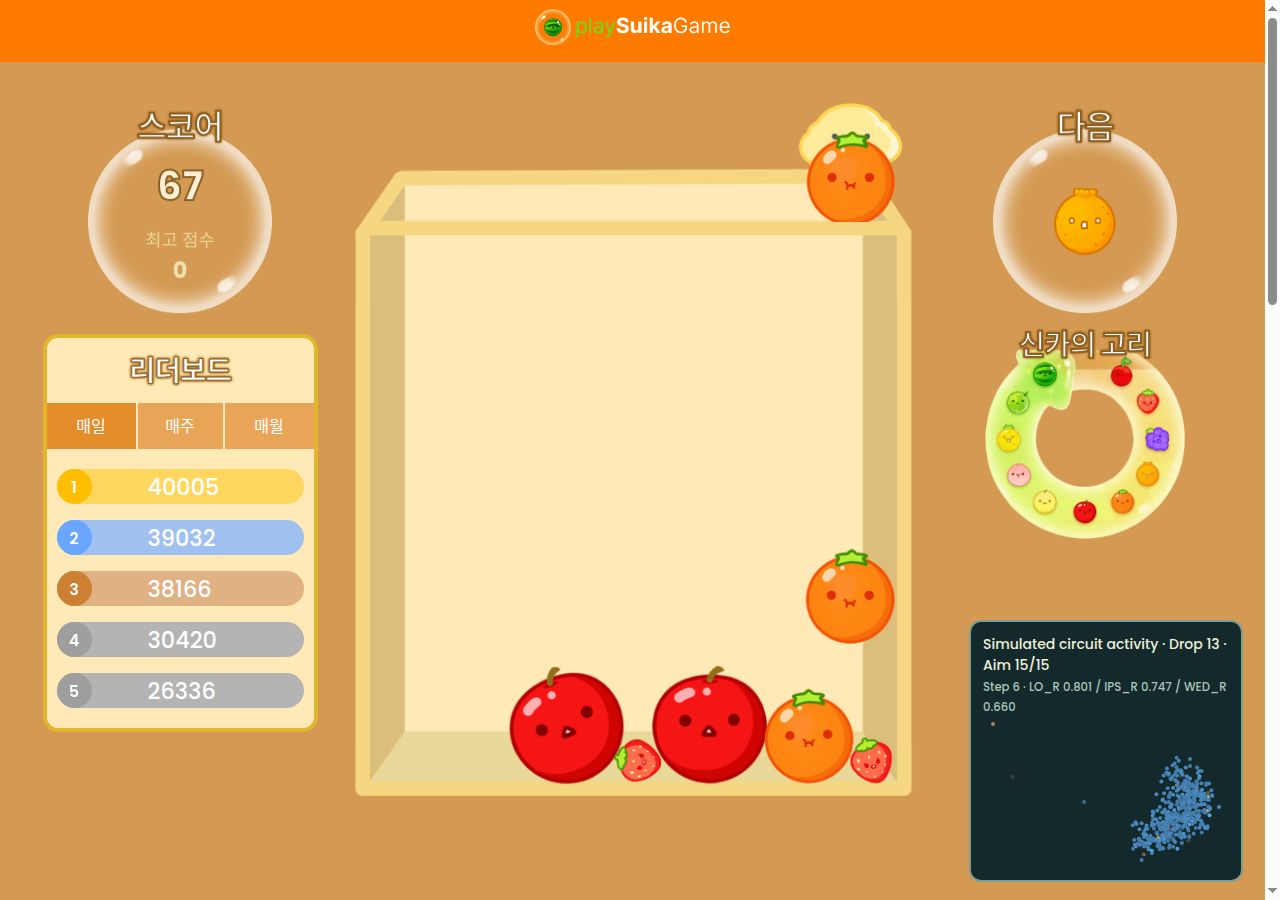 playSuikaGame
스코어
67
최고 점수
0
다음
신카의 고리
리더보드
매일 매주 매월
1 40005
2 39032
3 38166
4 30420
5 26336
Simulated circuit activity · Drop 13 ·
Aim 15/15
Step 6 · LO_R 0.801 / IPS_R 0.747 / WED_R
0.660